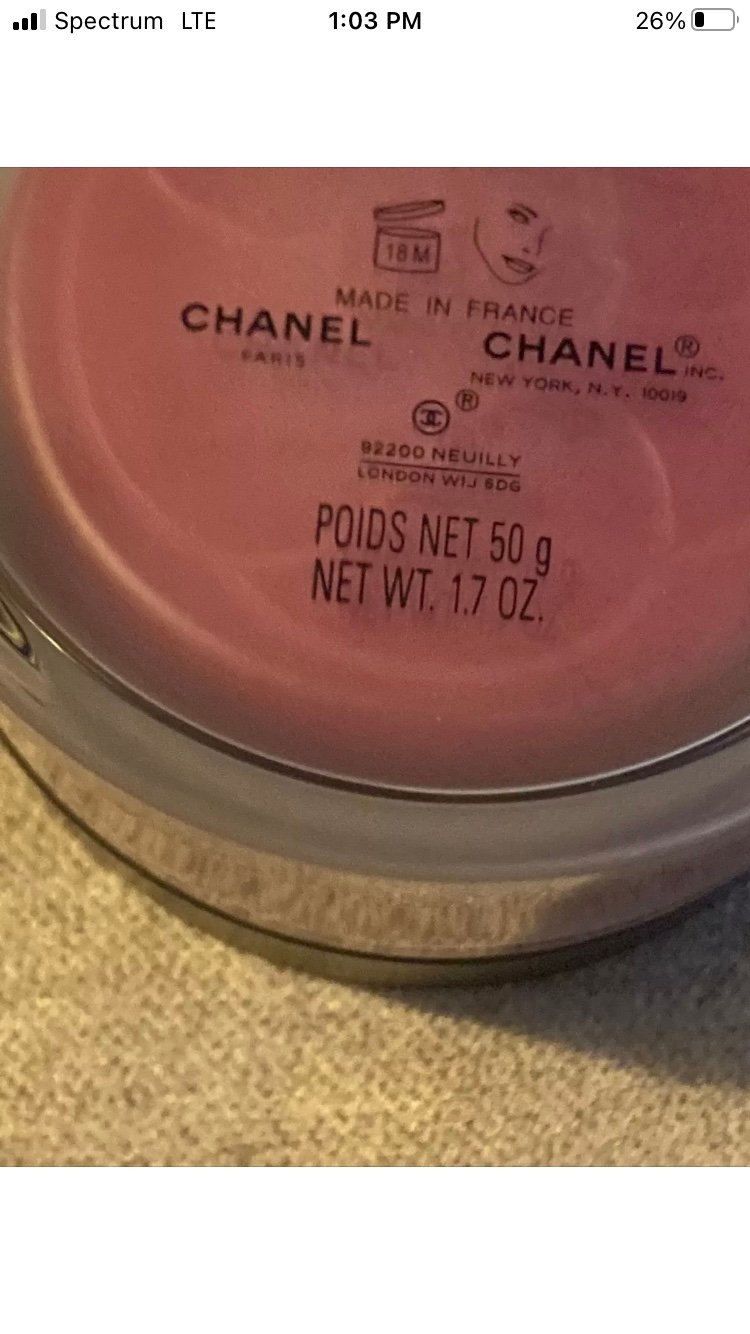 Spectrum LTE 1:03 PM 26%
18M
MADE IN FRANCE
CHANEL
PARIS
CHANEL® INC.
NEW YORK, N.Y. 10019
®
92200 NEUILLY
LONDON W1J 6DG
POIDS NET 50 g
NET WT. 1.7 OZ.